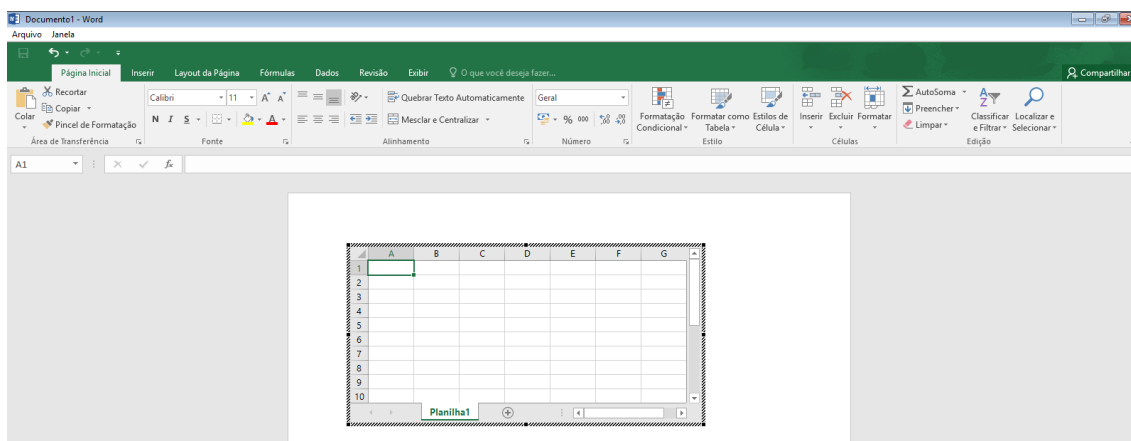 Documento1 - Word
Arquivo Janela
Página Inicial Inserir Layout da Página Fórmulas Dados Revisão Exibir O que você deseja fazer... Compartilhar
Colar
Recortar
Copiar
Pincel de Formatação
Área de Transferência
Calibri 11 A A
N I S A
Fonte
Quebrar Texto Automaticamente
Mesclar e Centralizar
Alinhamento
Geral
% 000
Número
Formatação Condicional
Formatar como Tabela
Estilos de Célula
Estilo
Inserir Excluir Formatar
Células
AutoSoma
Preencher
Limpar
Classificar e Filtrar
Localizar e Selecionar
Edição
A1 fx
A B C D E F G
1
2
3
4
5
6
7
8
9
10
Planilha1